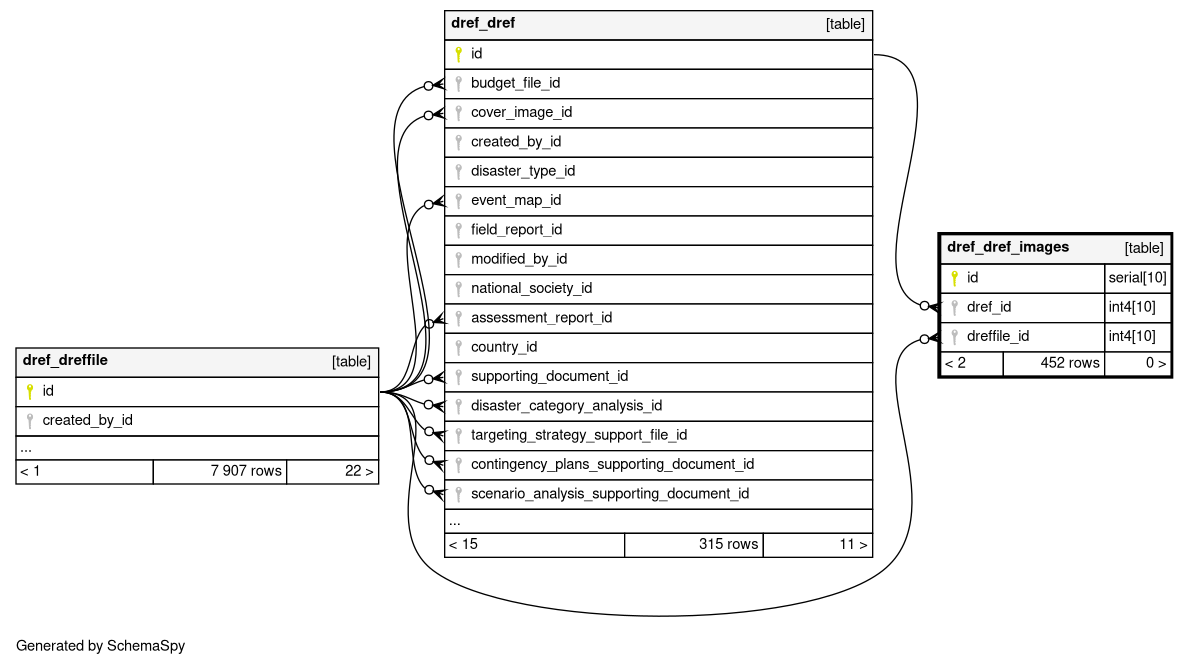 dref_dref [table]
id
budget_file_id
cover_image_id
created_by_id
disaster_type_id
event_map_id
field_report_id
modified_by_id
national_society_id
assessment_report_id
country_id
supporting_document_id
disaster_category_analysis_id
targeting_strategy_support_file_id
contingency_plans_supporting_document_id
scenario_analysis_supporting_document_id
...
< 15 315 rows 11 >
dref_dreffile [table]
id
created_by_id
...
< 1 7 907 rows 22 >
dref_dref_images [table]
id serial[10]
dref_id int4[10]
dreffile_id int4[10]
< 2 452 rows 0 >
Generated by SchemaSpy